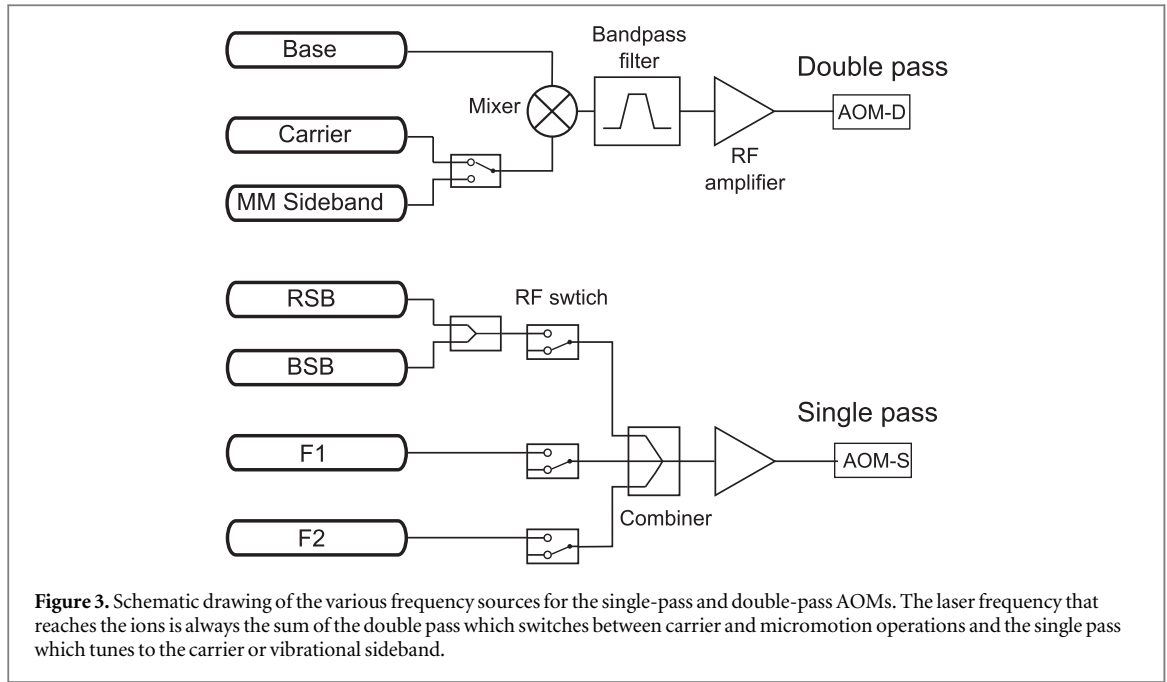 Base
Bandpass
filter
Double pass
Mixer
AOM-D
Carrier
RF
amplifier
MM Sideband
RSB
RF swtich
BSB
Single pass
F1
AOM-S
Combiner
F2
Figure 3. Schematic drawing of the various frequency sources for the single-pass and double-pass AOMs. The laser frequency that
reaches the ions is always the sum of the double pass which switches between carrier and micromotion operations and the single pass
which tunes to the carrier or vibrational sideband.